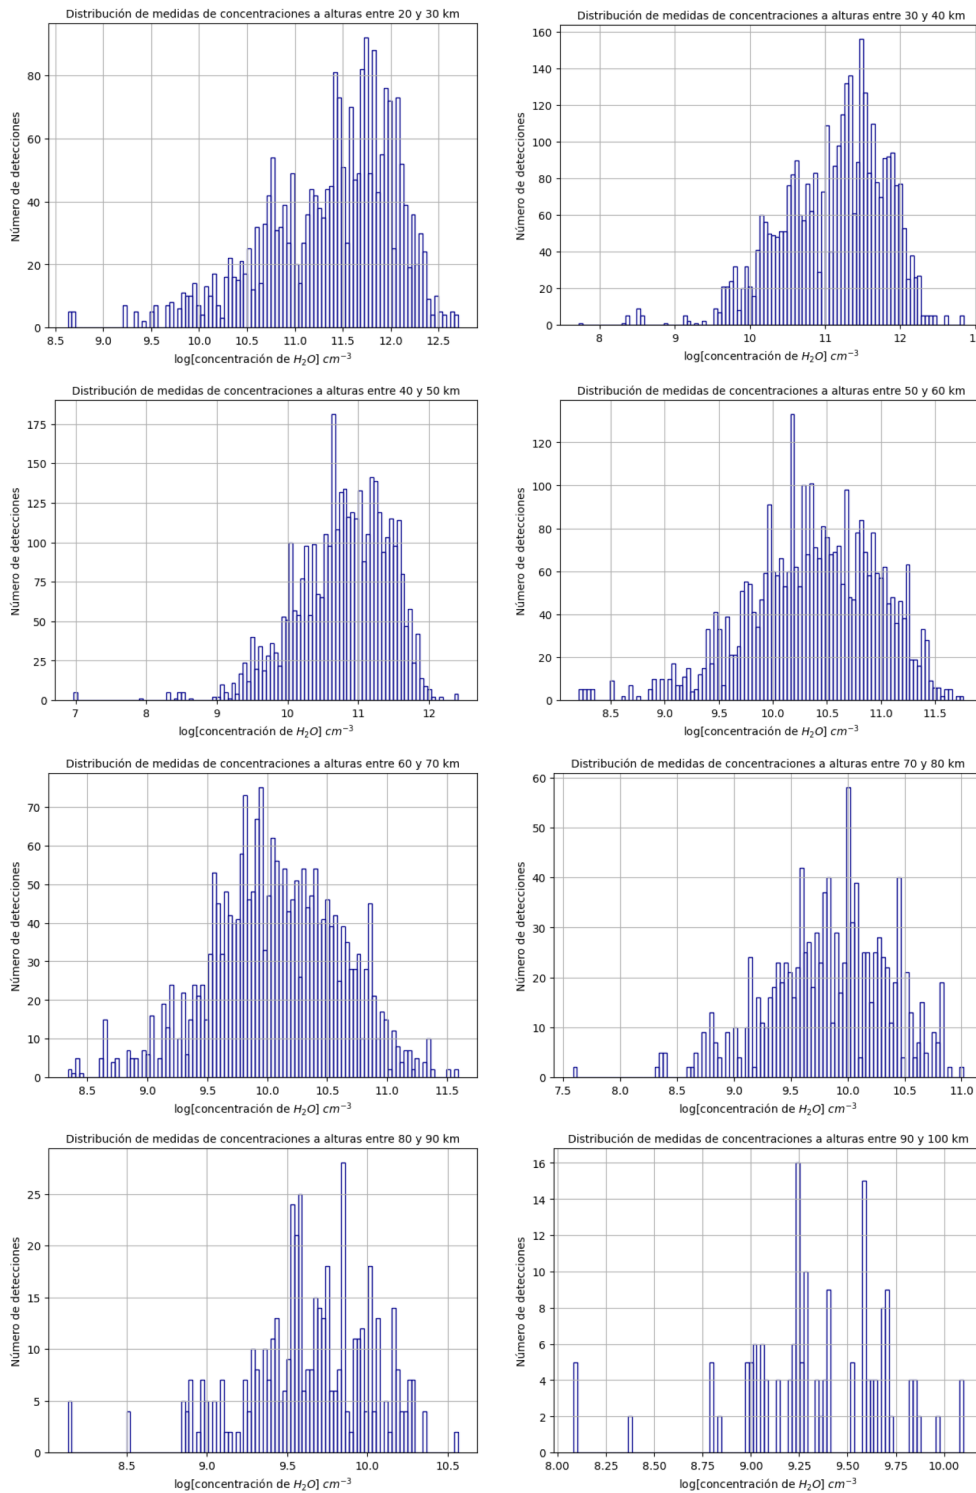 Distribución de medidas de concentraciones a alturas entre 20 y 30 km
Número de detecciones
80
60
40
20
0
8.5 9.0 9.5 10.0 10.5 11.0 11.5 12.0 12.5
log[concentración de H₂O] cm⁻³
Distribución de medidas de concentraciones a alturas entre 30 y 40 km
Número de detecciones
160
140
120
100
80
60
40
20
0
8 9 10 11 12
log[concentración de H₂O] cm⁻³
Distribución de medidas de concentraciones a alturas entre 40 y 50 km
Número de detecciones
175
150
125
100
75
50
25
0
7 8 9 10 11 12
log[concentración de H₂O] cm⁻³
Distribución de medidas de concentraciones a alturas entre 50 y 60 km
Número de detecciones
120
100
80
60
40
20
0
8.5 9.0 9.5 10.0 10.5 11.0 11.5
log[concentración de H₂O] cm⁻³
Distribución de medidas de concentraciones a alturas entre 60 y 70 km
Número de detecciones
70
60
50
40
30
20
10
0
8.5 9.0 9.5 10.0 10.5 11.0 11.5
log[concentración de H₂O] cm⁻³
Distribución de medidas de concentraciones a alturas entre 70 y 80 km
Número de detecciones
60
50
40
30
20
10
0
7.5 8.0 8.5 9.0 9.5 10.0 10.5 11.0
log[concentración de H₂O] cm⁻³
Distribución de medidas de concentraciones a alturas entre 80 y 90 km
Número de detecciones
25
20
15
10
5
0
8.5 9.0 9.5 10.0 10.5
log[concentración de H₂O] cm⁻³
Distribución de medidas de concentraciones a alturas entre 90 y 100 km
Número de detecciones
16
14
12
10
8
6
4
2
0
8.00 8.25 8.50 8.75 9.00 9.25 9.50 9.75 10.00
log[concentración de H₂O] cm⁻³